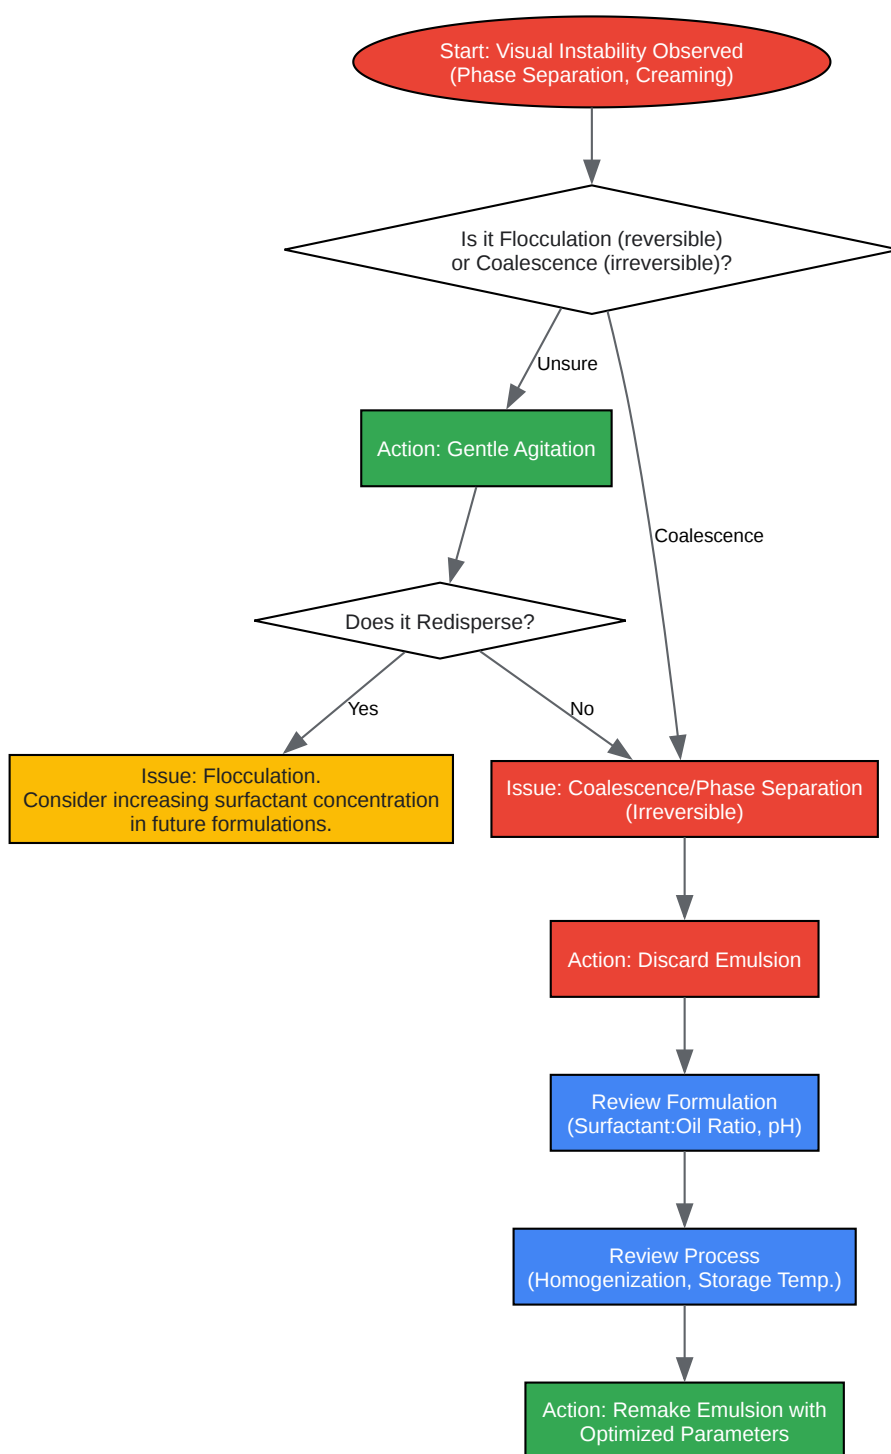 Start: Visual Instability Observed
(Phase Separation, Creaming)
Is it Flocculation (reversible)
or Coalescence (irreversible)?
Unsure
Action: Gentle Agitation
Coalescence
Does it Redisperse?
Yes
No
Issue: Flocculation.
Consider increasing surfactant concentration
in future formulations.
Issue: Coalescence/Phase Separation
(Irreversible)
Action: Discard Emulsion
Review Formulation
(Surfactant:Oil Ratio, pH)
Review Process
(Homogenization, Storage Temp.)
Action: Remake Emulsion with
Optimized Parameters